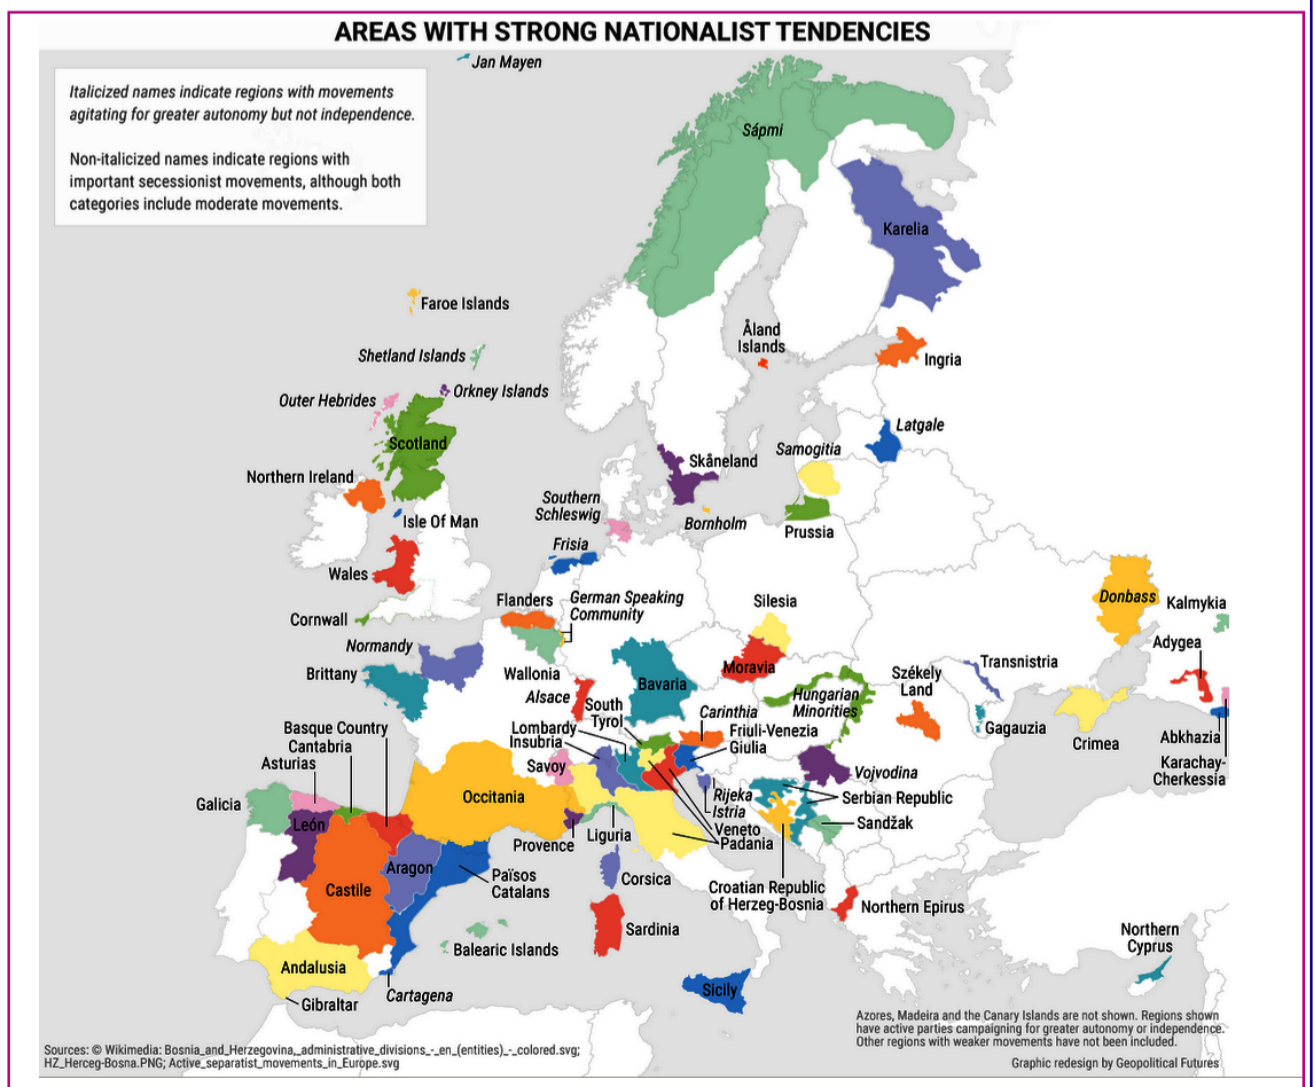 AREAS WITH STRONG NATIONALIST TENDENCIES
Jan Mayen
Italicized names indicate regions with movements
agitating for greater autonomy but not independence.
Non-italicized names indicate regions with
important secessionist movements, although both
categories include moderate movements.
Sápmi
Karelia
Faroe Islands
Shetland Islands
Åland
Islands
Ingria
Outer Hebrides
Orkney Islands
Scotland
Latgale
Samogitia
Skåneland
Northern Ireland
Southern
Schleswig
Isle Of Man
Bornholm
Prussia
Frisia
Wales
Flanders
German Speaking
Community
Silesia
Donbass
Kalmykia
Cornwall
Normandy
Adygea
Brittany
Wallonia
Moravia
Transnistria
Alsace
Bavaria
Székely
Land
South
Tyrol
Hungarian
Minorities
Basque Country
Carinthia
Lombardy
Friuli-Venezia
Giulia
Insubria
Gagauzia
Crimea
Abkhazia
Cantabria
Asturias
Savoy
Karachay-
Cherkessia
Vojvodina
Galicia
Occitania
Rijeka
Istria
Serbian Republic
León
Liguria
Sandžak
Provence
Veneto
Padania
Aragon
Països
Catalans
Corsica
Castile
Croatian Republic
of Herzeg-Bosnia
Northern Epirus
Sardinia
Northern
Cyprus
Balearic Islands
Andalusia
Cartagena
Gibraltar
Sicily
Azores, Madeira and the Canary Islands are not shown. Regions shown
have active parties campaigning for greater autonomy or independence.
Other regions with weaker movements have not been included.
Sources: © Wikimedia: Bosnia_and_Herzegovina,_administrative_divisions_-_en_(entities)_-_colored.svg;
HZ_Herceg-Bosna.PNG; Active_separatist_movements_in_Europe.svg
Graphic redesign by Geopolitical Futures